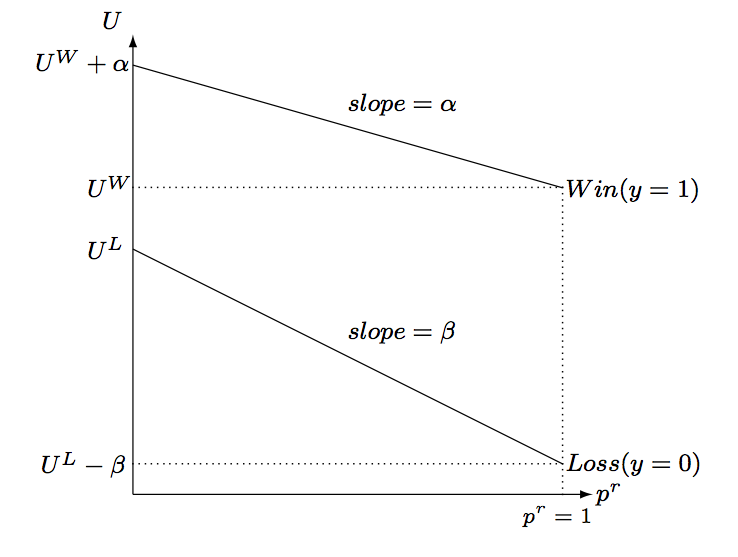 U
U^W + α
slope = α
U^W
Win(y = 1)
U^L
slope = β
U^L − β
Loss(y = 0)
p^r
p^r = 1